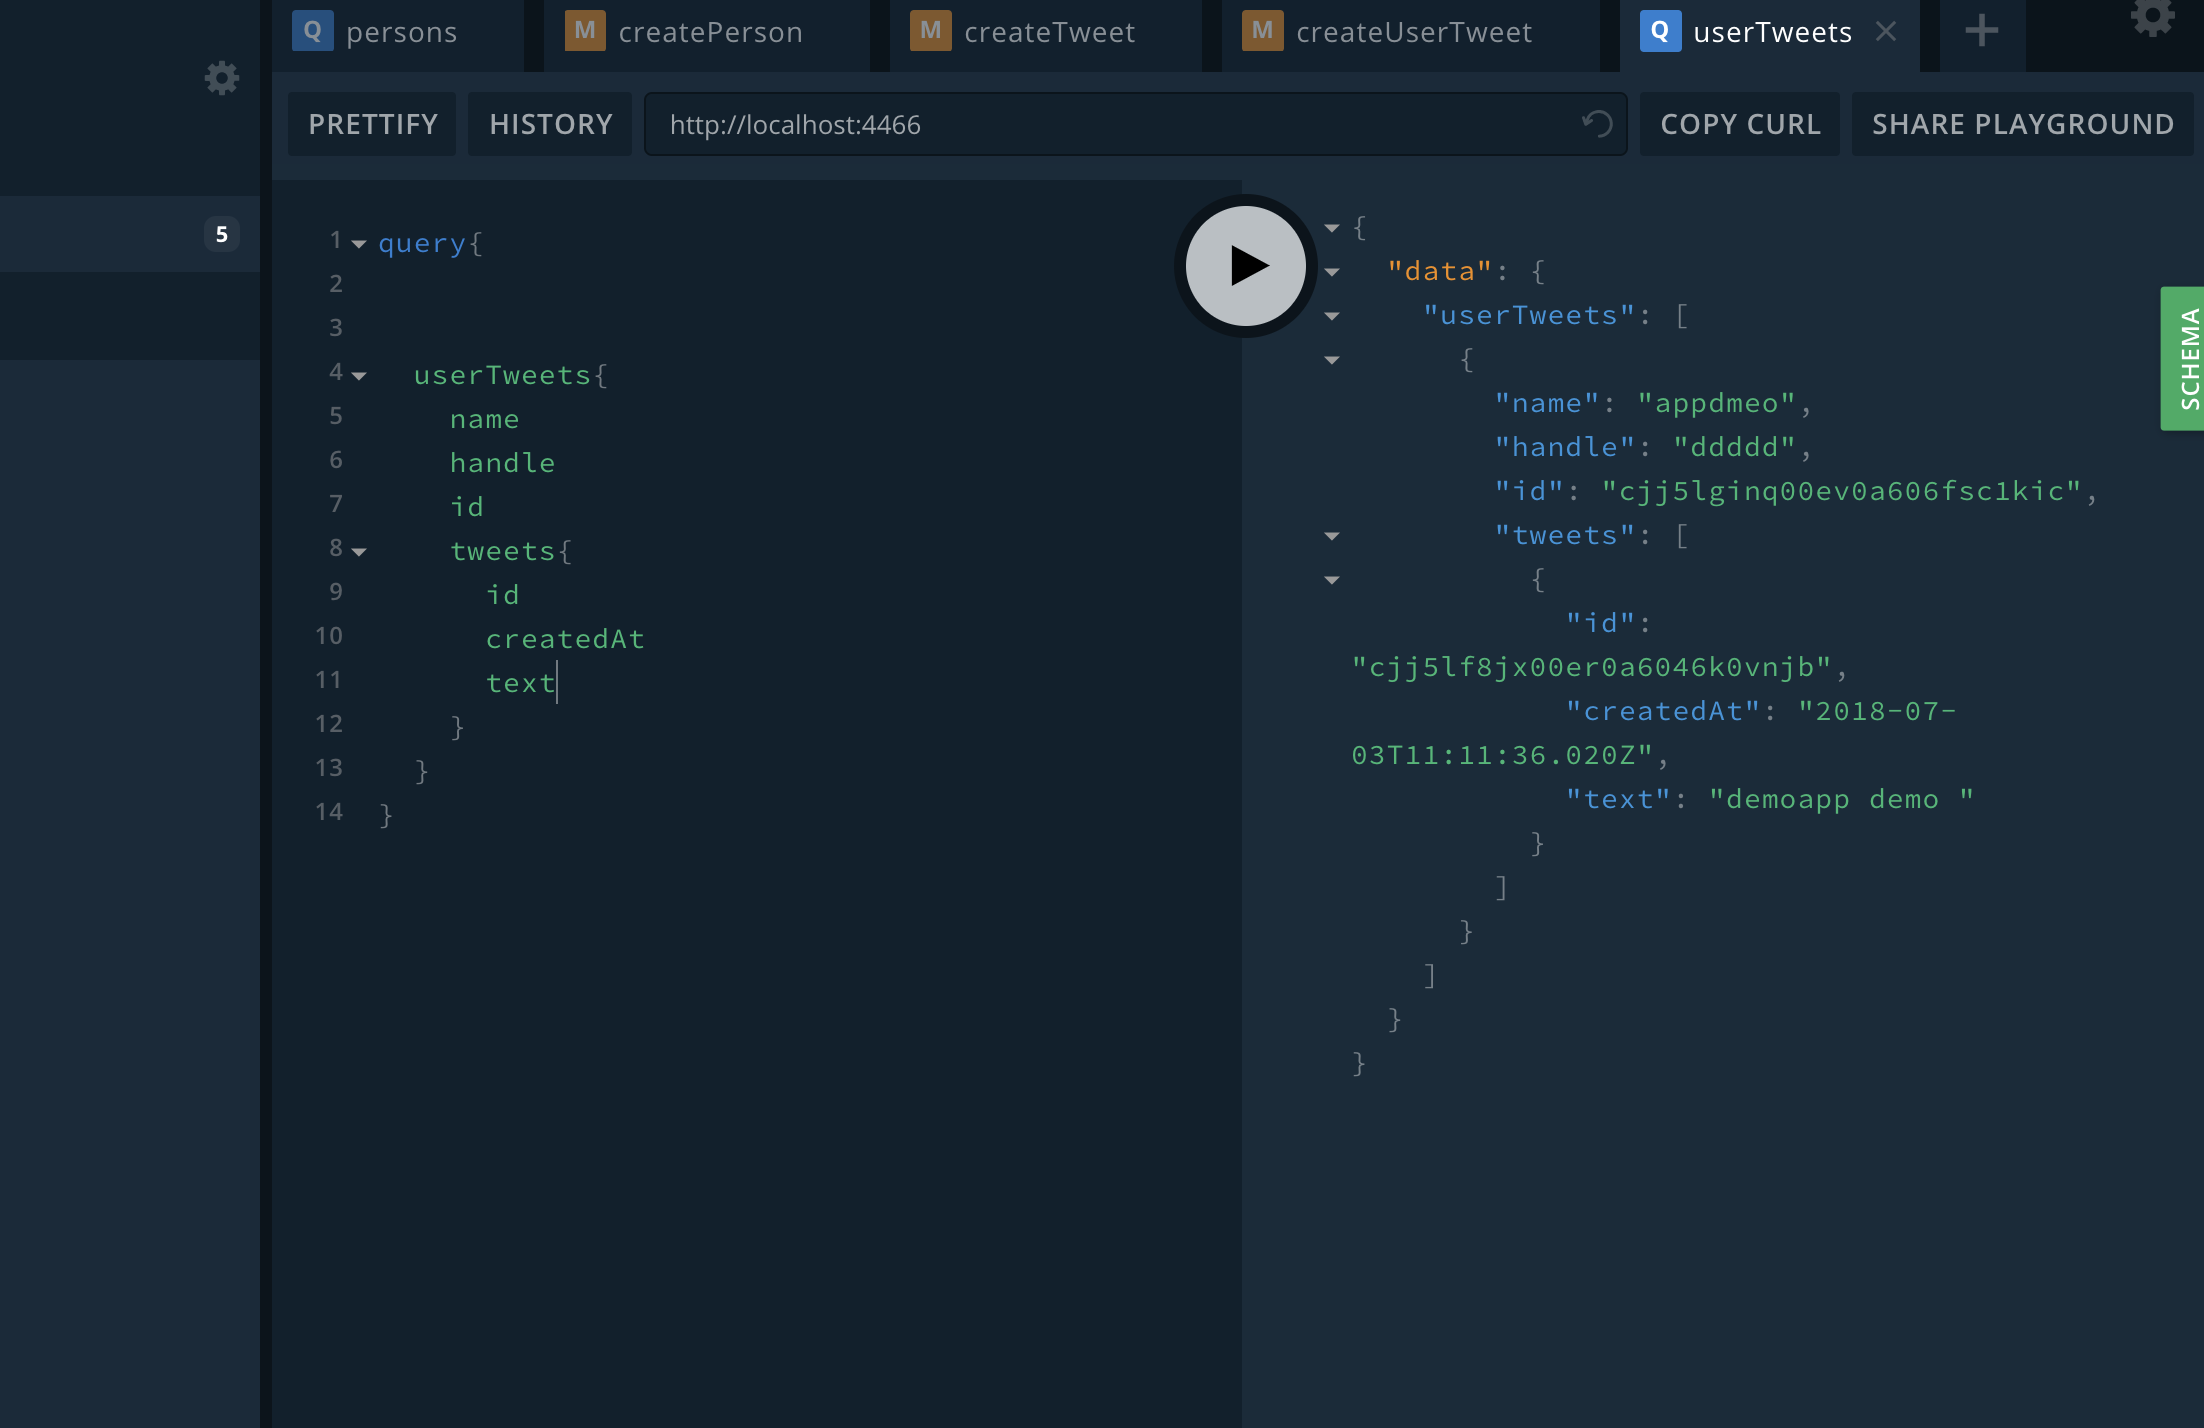 Q persons
M createPerson
M createTweet
M createUserTweet
Q userTweets
PRETTIFY
HISTORY
http://localhost:4466
COPY CURL
SHARE PLAYGROUND
5
1 query{
2
3
4 userTweets{
5 name
6 handle
7 id
8 tweets{
9 id
10 createdAt
11 text
12 }
13 }
14 }
{
"data": {
"userTweets": [
{
"name": "appdmeo",
"handle": "ddddd",
"id": "cjj5lginq00ev0a606fsc1kic",
"tweets": [
{
"id":
"cjj5lf8jx00er0a6046k0vnjb",
"createdAt": "2018-07-
03T11:11:36.020Z",
"text": "demoapp demo "
}
]
}
]
}
}
SCHEMA